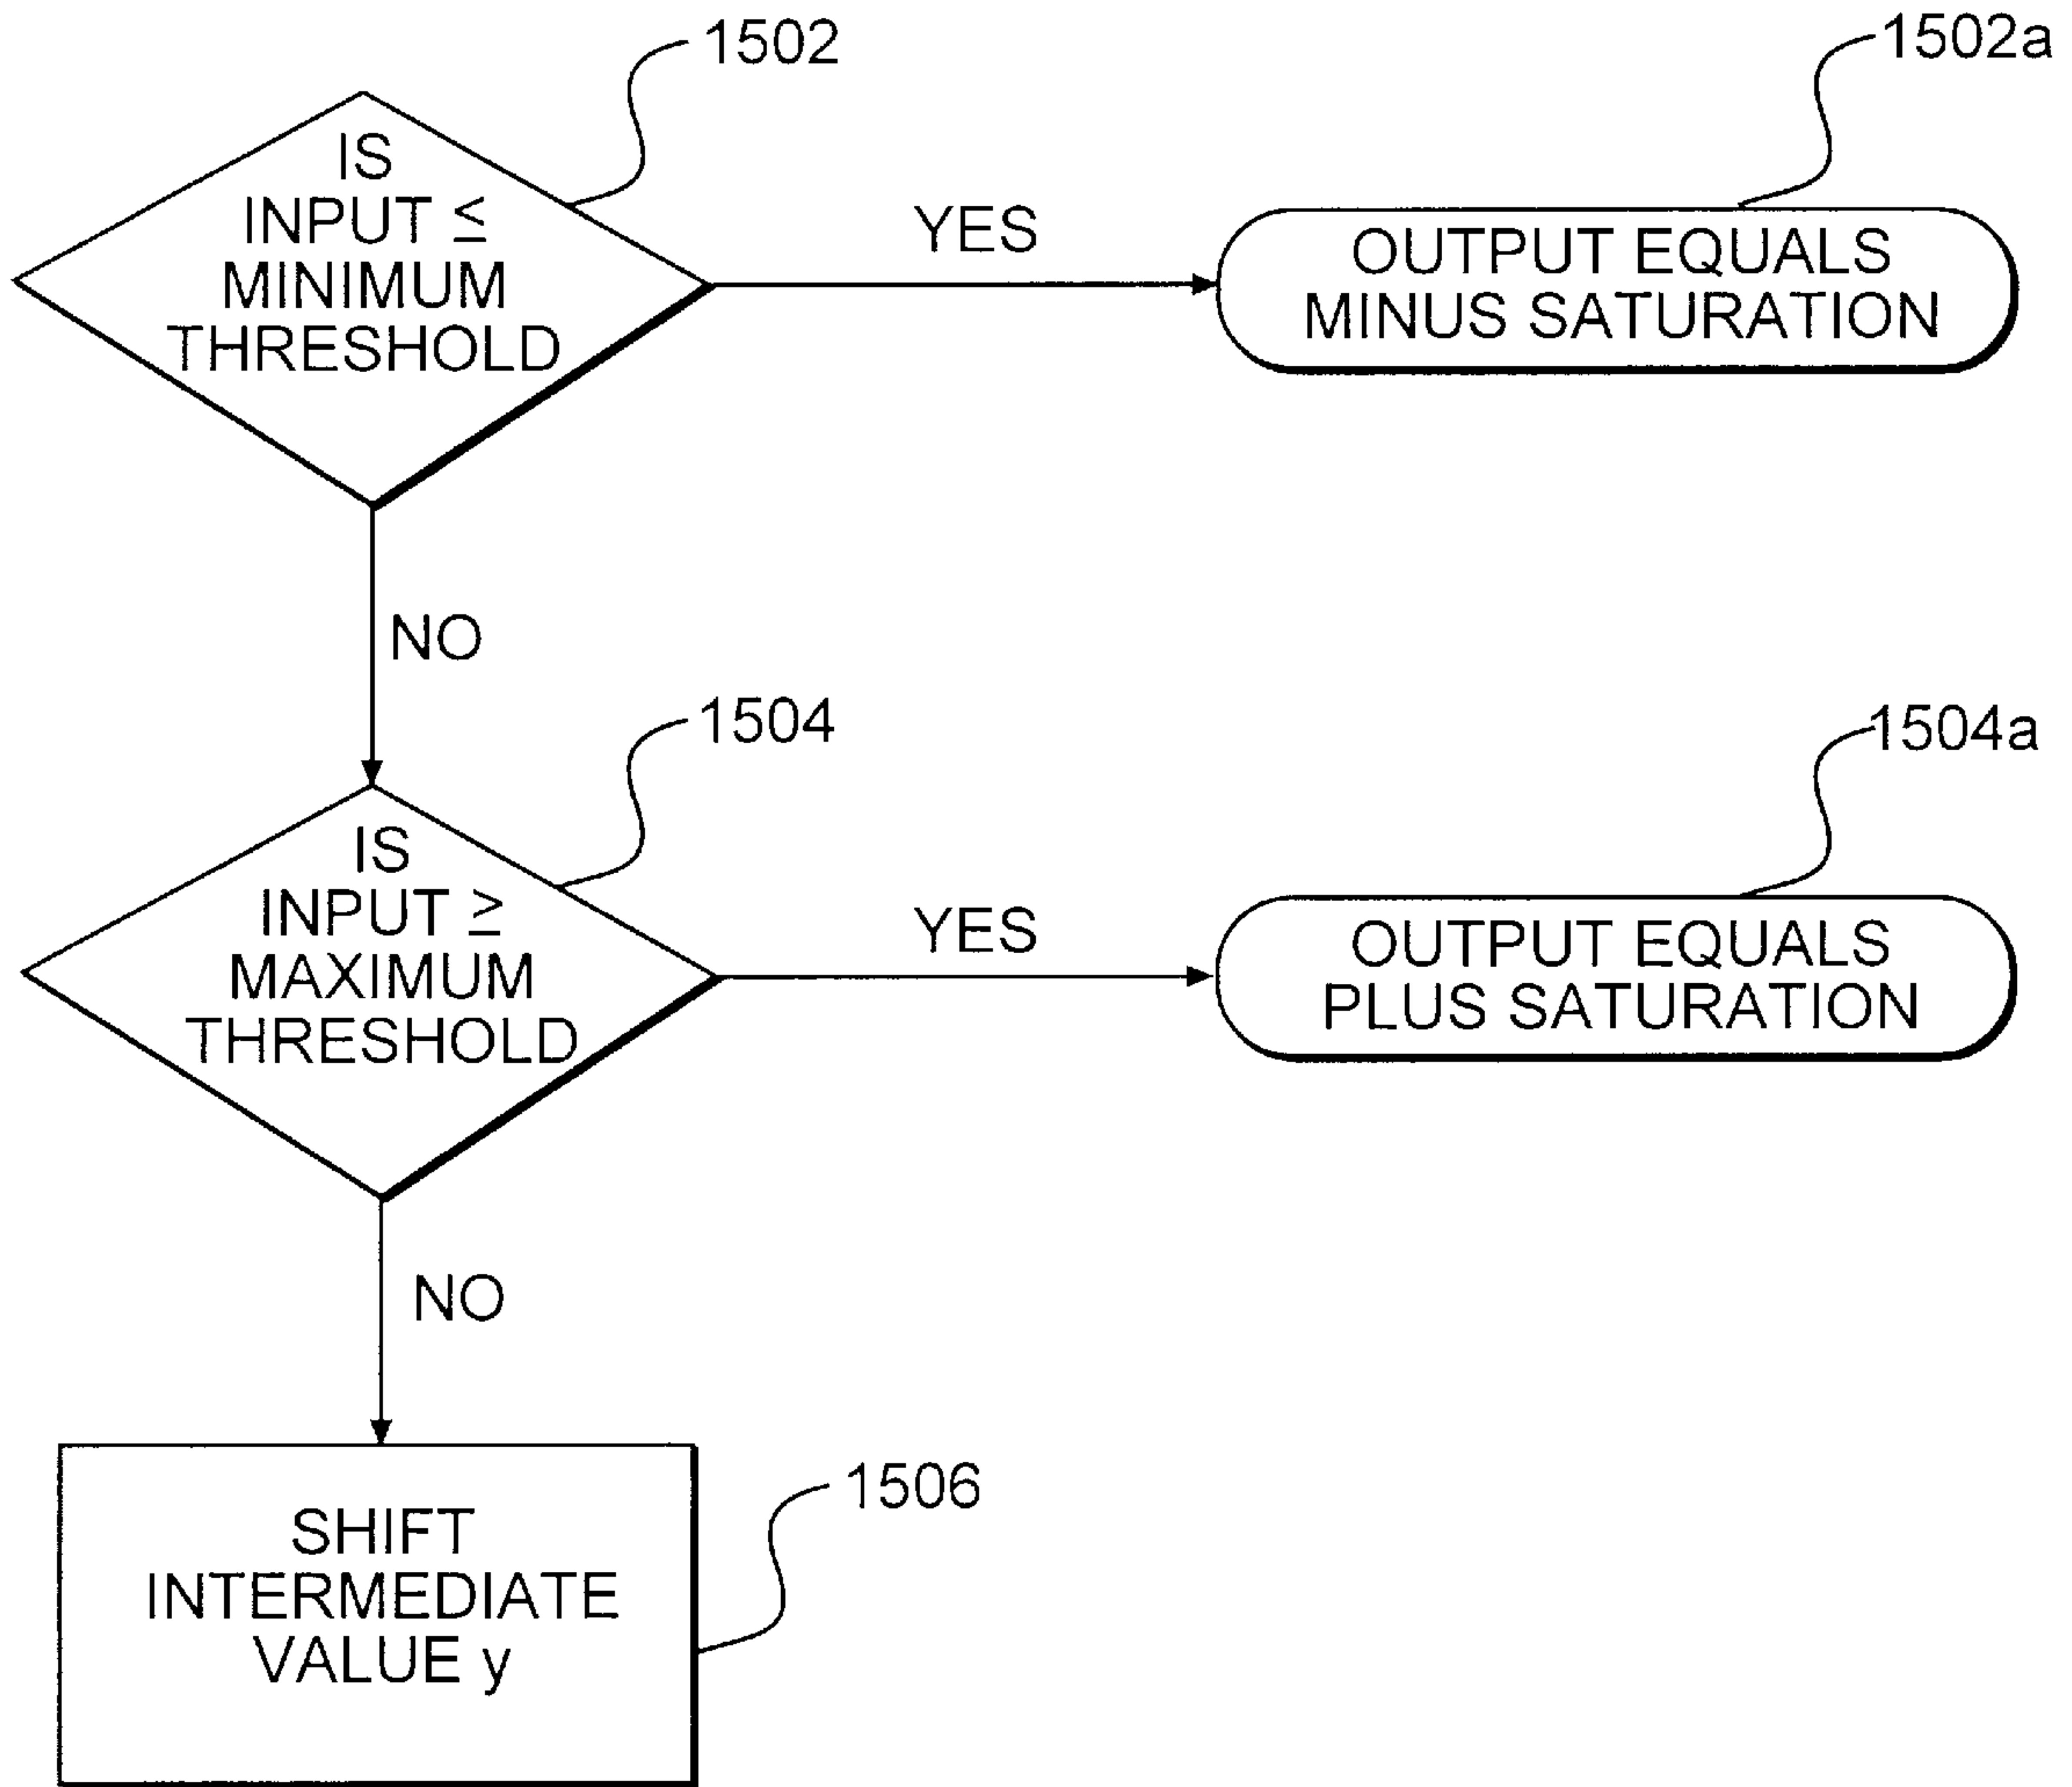 1502
1502a
IS
INPUT ≤
MINIMUM
THRESHOLD
YES
OUTPUT EQUALS
MINUS SATURATION
NO
1504
1504a
IS
INPUT ≥
MAXIMUM
THRESHOLD
YES
OUTPUT EQUALS
PLUS SATURATION
NO
1506
SHIFT
INTERMEDIATE
VALUE y